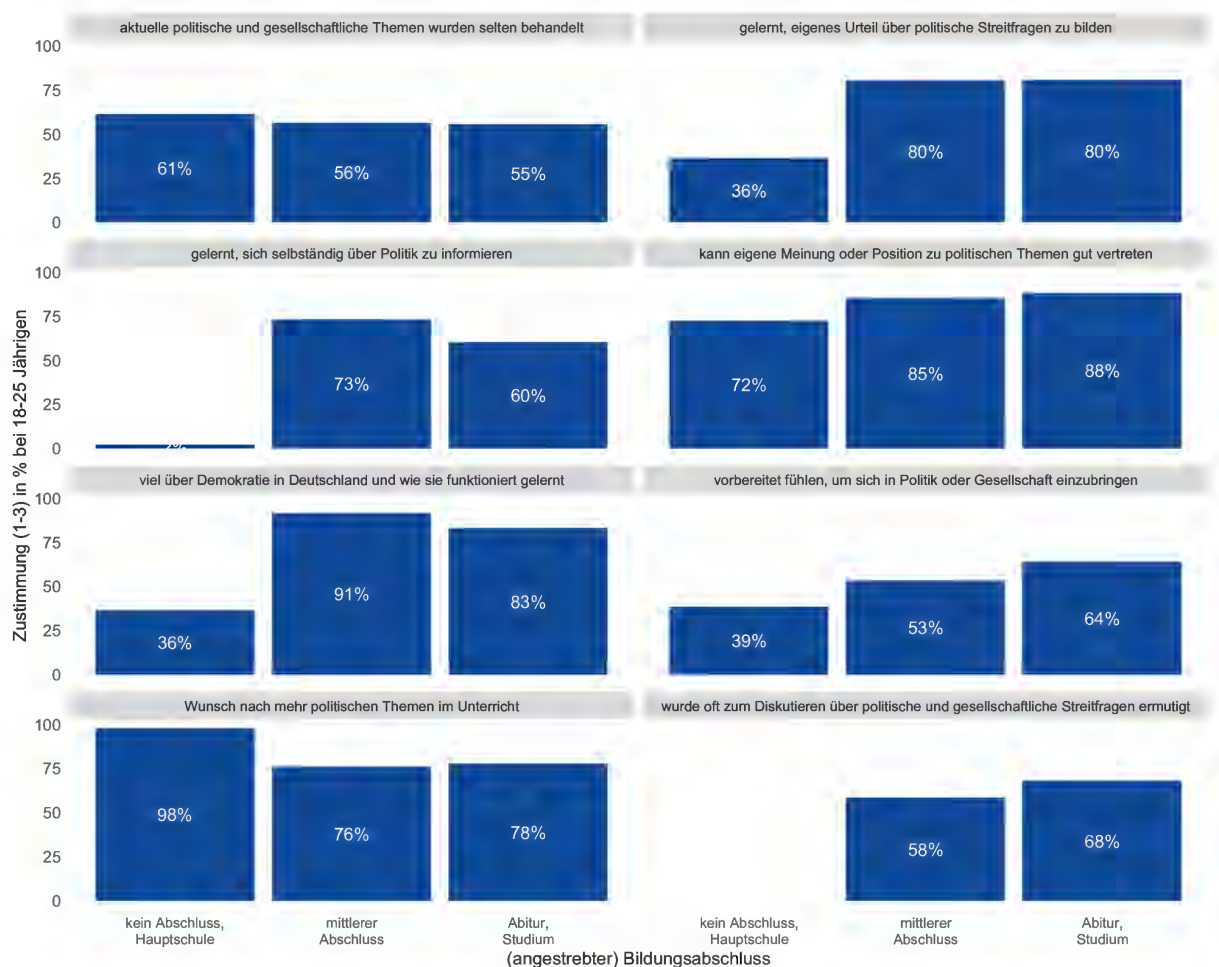 aktuelle politische und gesellschaftliche Themen wurden selten behandelt
gelernt, eigenes Urteil über politische Streitfragen zu bilden
100
75
50
25
0
61%
56%
55%
36%
80%
80%
gelernt, sich selbständig über Politik zu informieren
kann eigene Meinung oder Position zu politischen Themen gut vertreten
100
75
50
25
0
73%
60%
72%
85%
88%
viel über Demokratie in Deutschland und wie sie funktioniert gelernt
vorbereitet fühlen, um sich in Politik oder Gesellschaft einzubringen
100
75
50
25
0
36%
91%
83%
39%
53%
64%
Wunsch nach mehr politischen Themen im Unterricht
wurde oft zum Diskutieren über politische und gesellschaftliche Streitfragen ermutigt
100
75
50
25
0
98%
76%
78%
58%
68%
kein Abschluss,
Hauptschule
mittlerer
Abschluss
Abitur,
Studium
kein Abschluss,
Hauptschule
mittlerer
Abschluss
Abitur,
Studium
(angestrebter) Bildungsabschluss
Zustimmung (1-3) in % bei 18-25 Jährigen